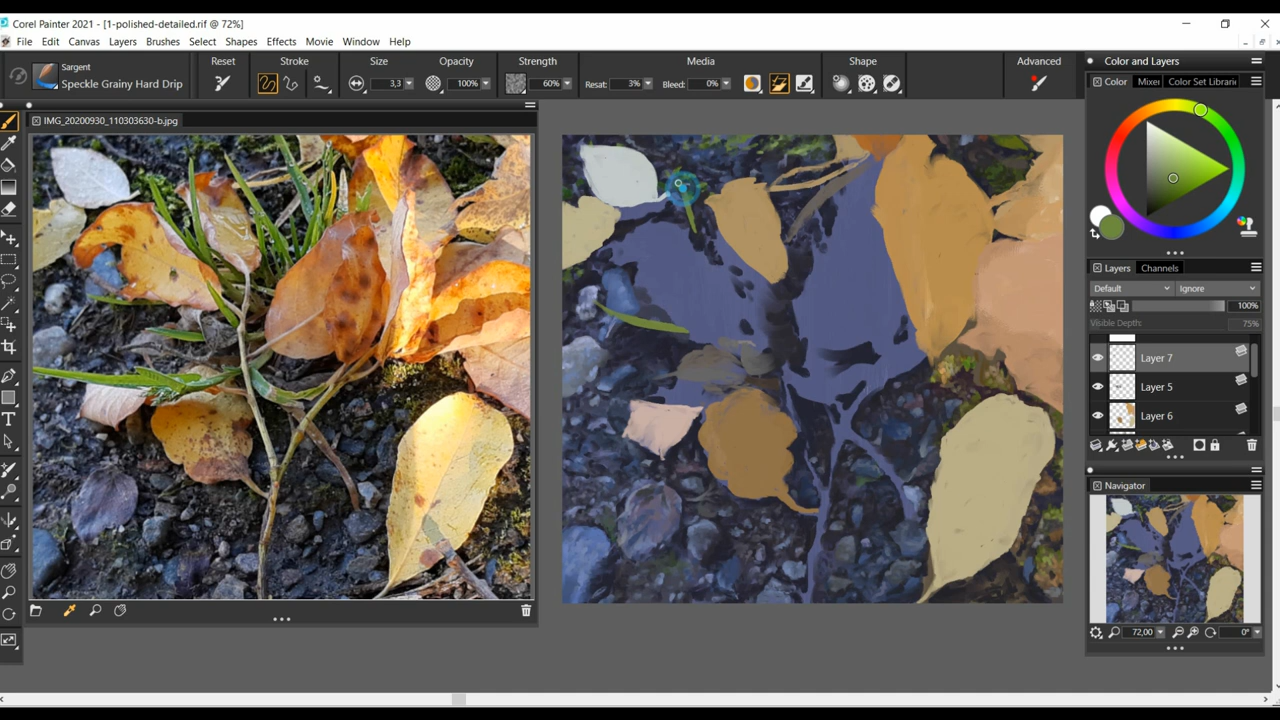 Corel Painter 2021 - [1-polished-detailed.rif @ 72%]
File Edit Canvas Layers Brushes Select Shapes Effects Movie Window Help
Sargent
Speckle Grainy Hard Drip
Reset
Stroke
Size
3,3
Opacity
100%
Strength
60%
Media
Resat: 3%
Bleed: 0%
Shape
Advanced
IMG_20200930_110303630-b.jpg
Color and Layers
Color Mixe Color Set Librari
Layers Channels
Default Ignore
100%
Visible Depth: 75%
Layer 7
Layer 5
Layer 6
Navigator
72,00 0°